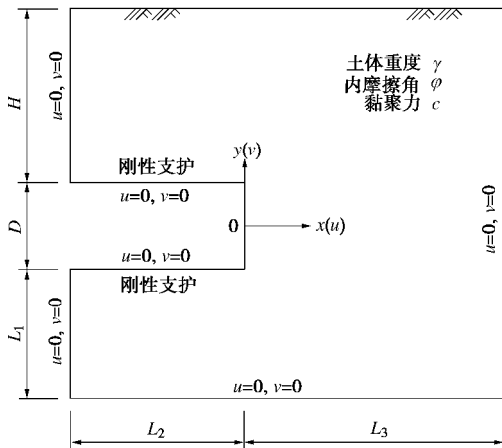 土体重度 γ
内摩擦角 φ
黏聚力 c
H
u=0, v=0
刚性支护
y(v)
u=0, v=0
D
0
x(u)
u=0, v=0
u=0, v=0
刚性支护
L₁
u=0, v=0
u=0, v=0
L₂
L₃